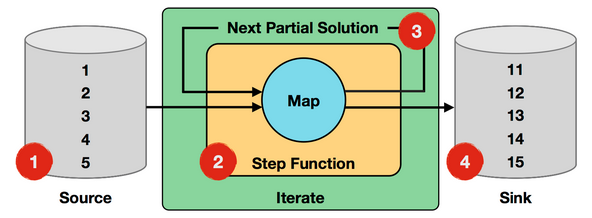 Next Partial Solution
3
1
2
3
4
5
Map
11
12
13
14
15
1
2
Step Function
4
Source
Iterate
Sink